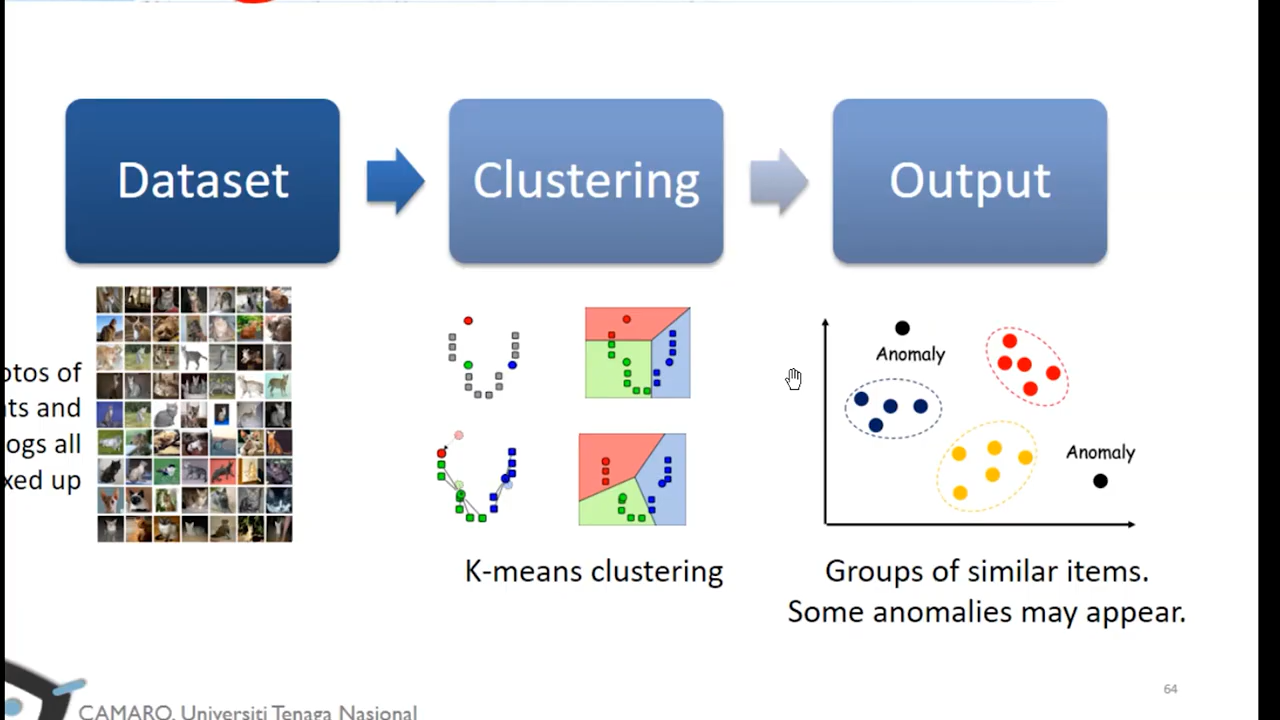 Dataset
Clustering
Output
otos of
ts and
ogs all
xed up
Anomaly
Anomaly
K-means clustering
Groups of similar items.
Some anomalies may appear.
64
CAMARO, Universiti Tenaga Nasional